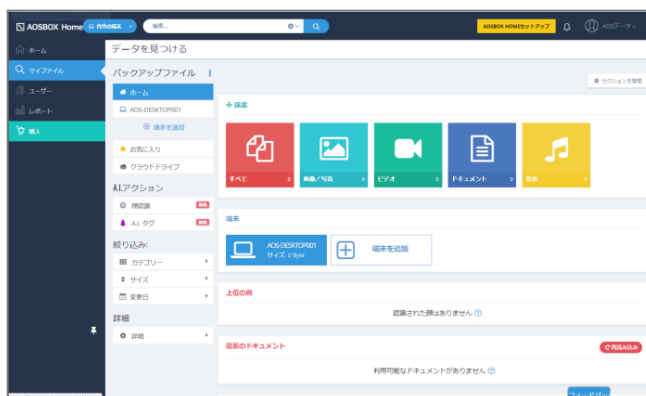 AOSBOX Home
自分の端末
検索...
AOSBOX HOMEセットアップ
AOSデータ
ホーム
マイファイル
ユーザー
レポート
購入
データを見つける
バックアップファイル
ホーム
AOS-DESKTOP001
端末を追加
お気に入り
クラウドドライブ
A.I.アクション
顔認識
A.I. タグ
絞り込み:
カテゴリー
サイズ
変更日
詳細
詳細
セクションを管理
探索
すべて 0
画像/写真 0
ビデオ 0
ドキュメント 0
音楽 0
端末
AOS-DESKTOP001
サイズ: 0 Byte
端末を追加
上位の顔
認識された顔はありません
最新のドキュメント
再読み込み
利用可能なドキュメントがありません